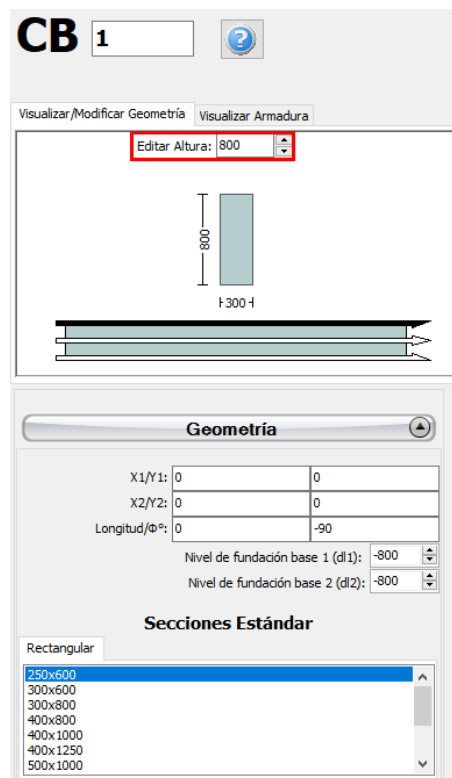 CB 1
Visualizar/Modificar Geometría Visualizar Armadura
Editar Altura: 800
800
300
Geometría
X1/Y1: 0 0
X2/Y2: 0 0
Longitud/Φº: 0 -90
Nivel de fundación base 1 (dl1): -800
Nivel de fundación base 2 (dl2): -800
Secciones Estándar
Rectangular
250x600
300x600
300x800
400x800
400x1000
400x1250
500x1000